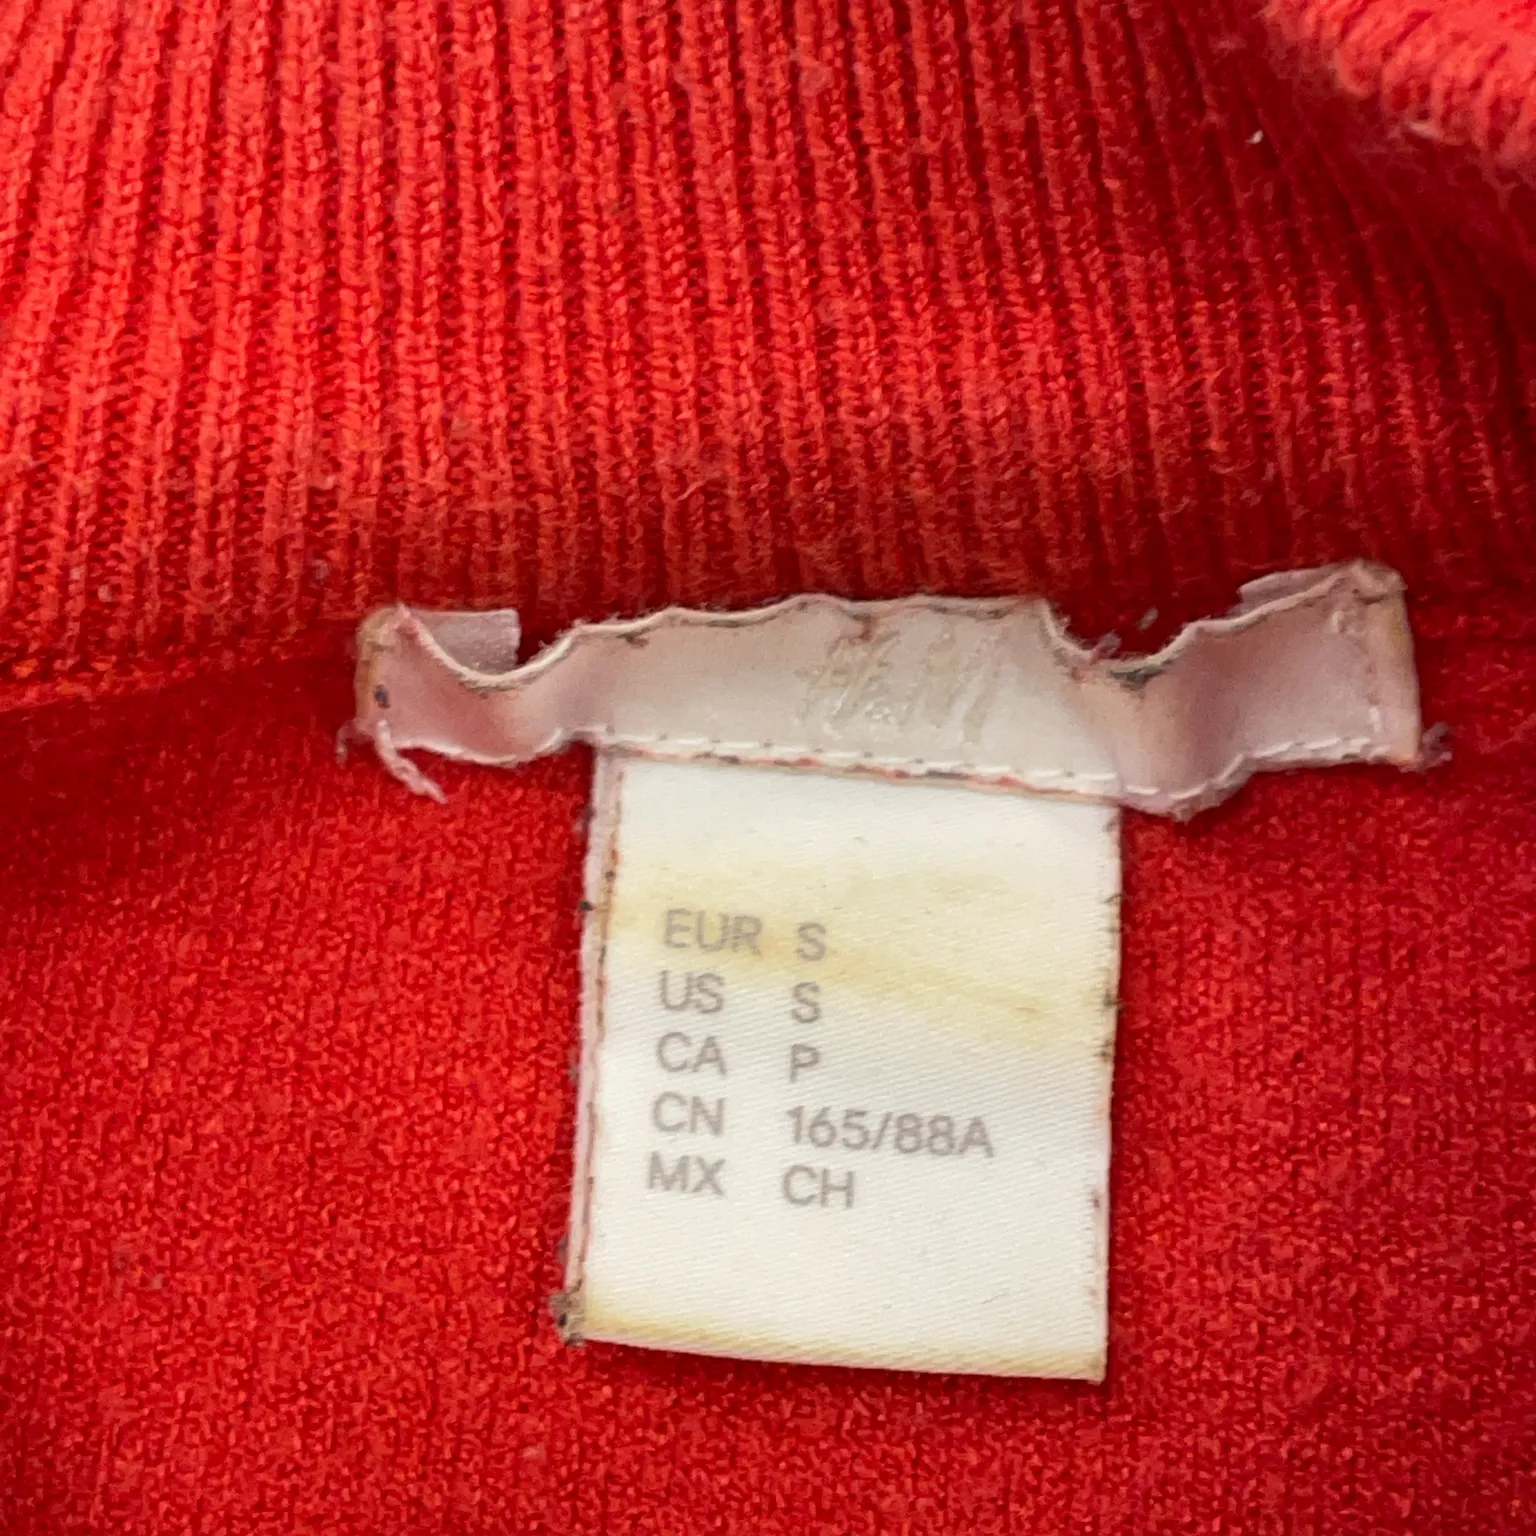 H&M
EUR S
US S
CA P
CN 165/88A
MX CH